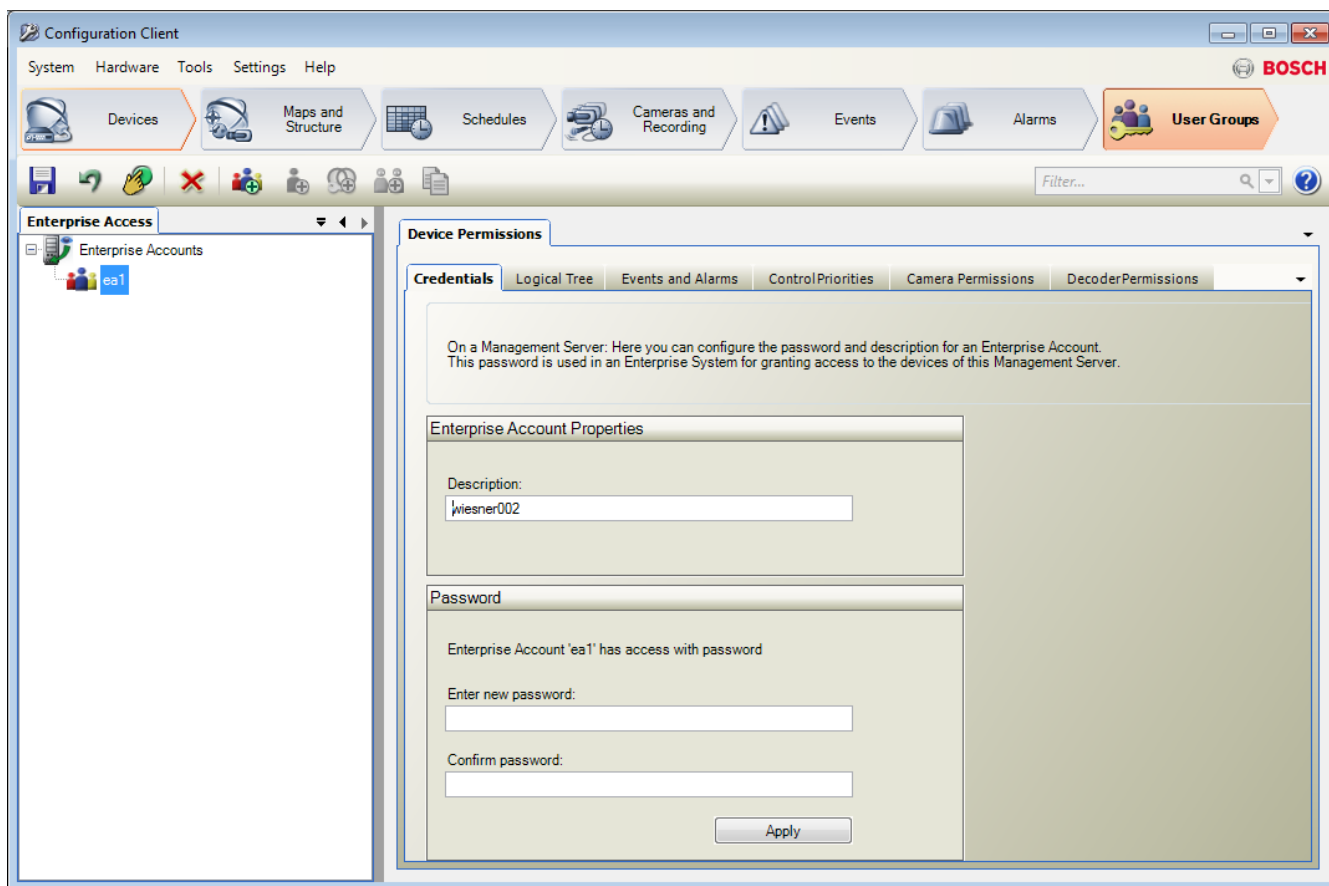 Configuration Client
System Hardware Tools Settings Help
BOSCH
Devices
Maps and
Structure
Schedules
Cameras and
Recording
Events
Alarms
User Groups
Filter...
Enterprise Access
Enterprise Accounts
ea1
Device Permissions
Credentials Logical Tree Events and Alarms ControlPriorities Camera Permissions DecoderPermissions
On a Management Server: Here you can configure the password and description for an Enterprise Account.
This password is used in an Enterprise System for granting access to the devices of this Management Server.
Enterprise Account Properties
Description:
wiesner002
Password
Enterprise Account 'ea1' has access with password
Enter new password:
Confirm password:
Apply